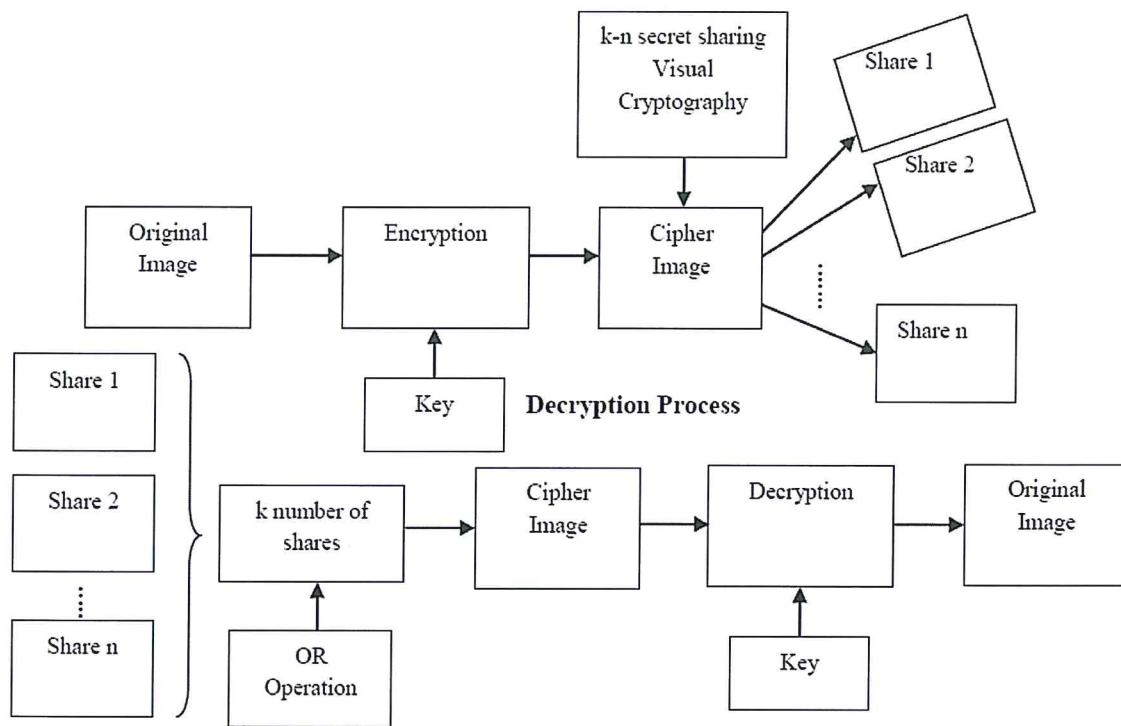 k-n secret sharing
Visual
Cryptography
Share 1
Share 2
Original
Image
Encryption
Cipher
Image
Share n
Key
Decryption Process
Share 1
Share 2
Share n
k number of
shares
OR
Operation
Cipher
Image
Decryption
Key
Original
Image